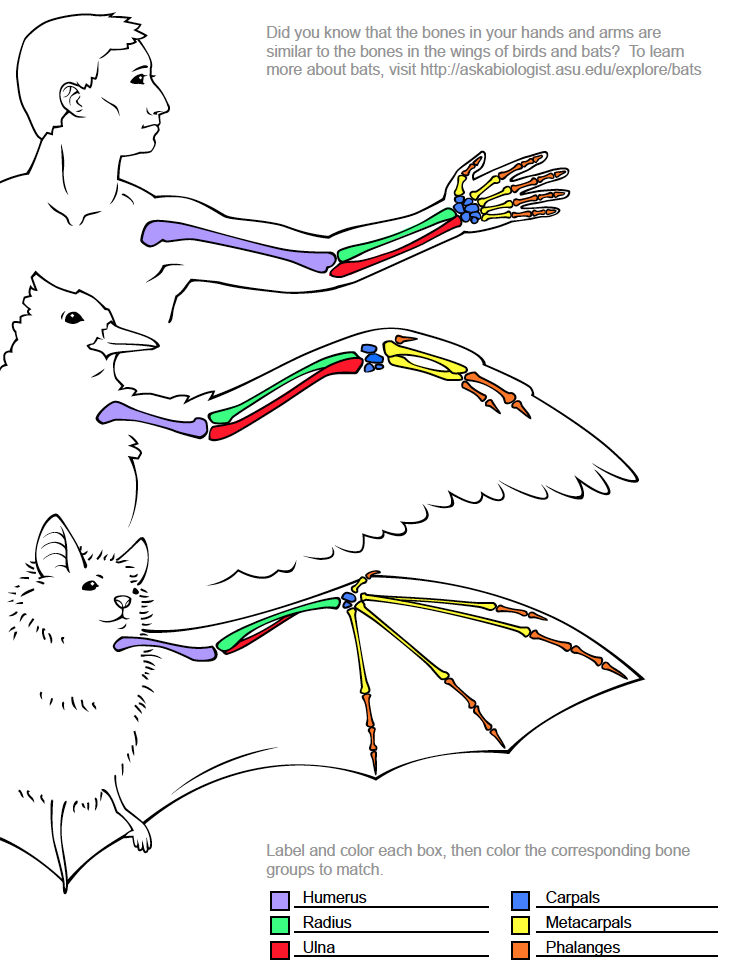 Did you know that the bones in your hands and arms are
similar to the bones in the wings of birds and bats? To learn
more about bats, visit http://askabiologist.asu.edu/explore/bats
Label and color each box, then color the corresponding bone
groups to match.
Humerus
Radius
Ulna
Carpals
Metacarpals
Phalanges